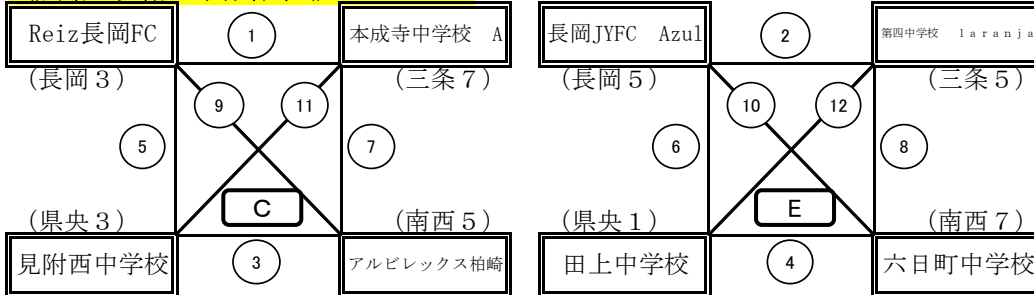 Reiz長岡FC ① 本成寺中学校 A 長岡JYFC Azul ② 第四中学校 laranja
(長岡3) (三条7) (長岡5) (三条5)
⑨ ⑪ ⑩ ⑫
⑤ ⑦ ⑥ ⑧
C E
(県央3) (南西5) (県央1) (南西7)
見附西中学校 ③ アルビレックス柏崎 田上中学校 ④ 六日町中学校